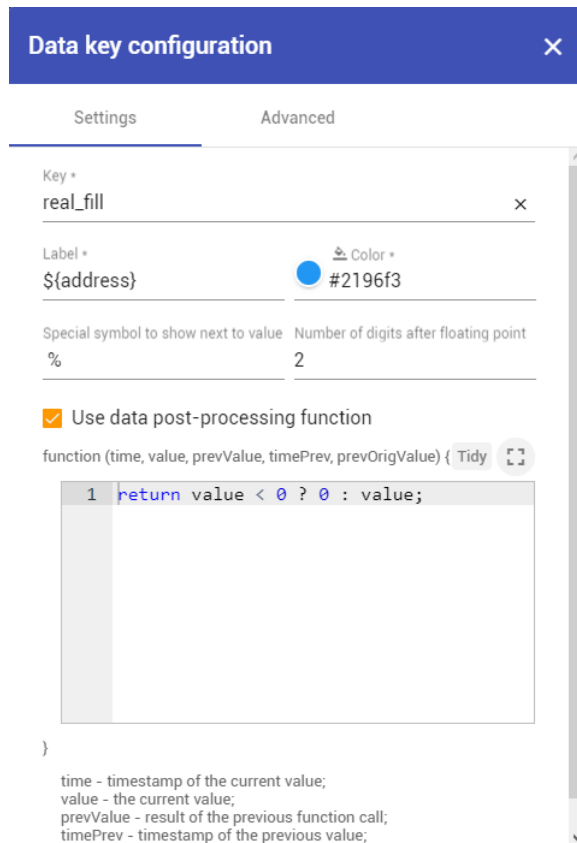 Data key configuration ×
Settings Advanced
Key *
real_fill ×
Label * Color *
${address} #2196f3
Special symbol to show next to value Number of digits after floating point
% 2
Use data post-processing function
function (time, value, prevValue, timePrev, prevOrigValue) { Tidy
1 return value < 0 ? 0 : value;
}
time - timestamp of the current value;
value - the current value;
prevValue - result of the previous function call;
timePrev - timestamp of the previous value;